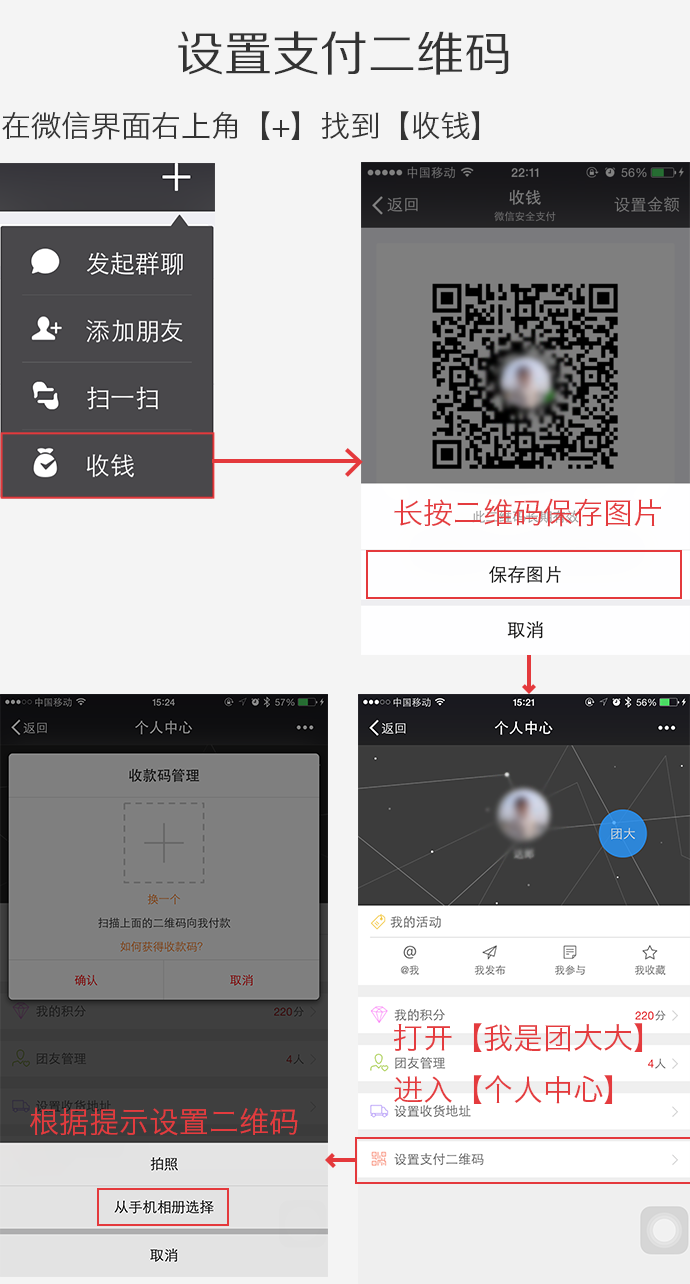 设置支付二维码
在微信界面右上角【+】找到【收钱】
发起群聊
添加朋友
扫一扫
收钱
中国移动 22:11 56%
返回 收钱 设置金额
微信安全支付
长按二维码保存图片
保存图片
取消
中国移动 15:21 56%
返回 个人中心
团大
我的活动
@我 我发布 我参与 我收藏
我的积分 220分
打开【我是团大大】
团友管理 4人
进入【个人中心】
设置收货地址
设置支付二维码
中国移动 15:24 57%
返回 个人中心
收款码管理
换一个
扫描上面的二维码向我付款
如何获得收款码?
确认 取消
我的积分 220分
团友管理 4人
设置收货地址
根据提示设置二维码
拍照
从手机相册选择
取消